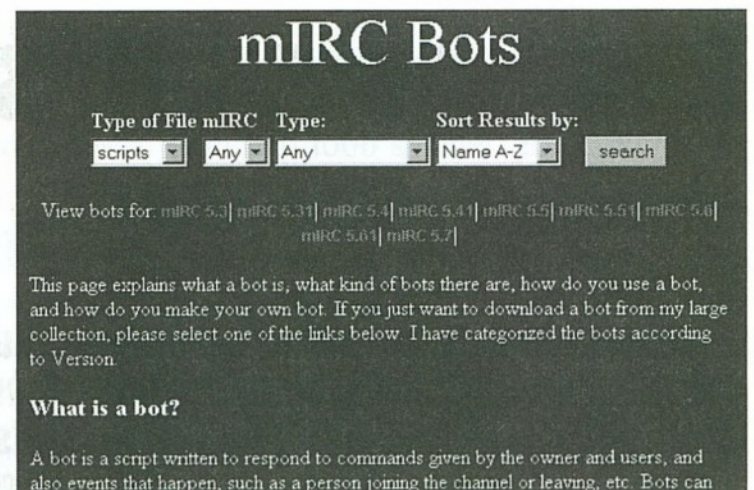 mIRC Bots
Type of File mIRC Type: Sort Results by:
scripts Any Any Name A-Z search
View bots for: mIRC 5.3| mIRC 5.31| mIRC 5.4| mIRC 5.41| mIRC 5.5| mIRC 5.51| mIRC 5.6|
mIRC 5.61| mIRC 5.7|
This page explains what a bot is, what kind of bots there are, how do you use a bot,
and how do you make your own bot. If you just want to download a bot from my large
collection, please select one of the links below. I have categorized the bots according
to Version.
What is a bot?
A bot is a script written to respond to commands given by the owner and users, and
also events that happen, such as a person joining the channel or leaving, etc. Bots can